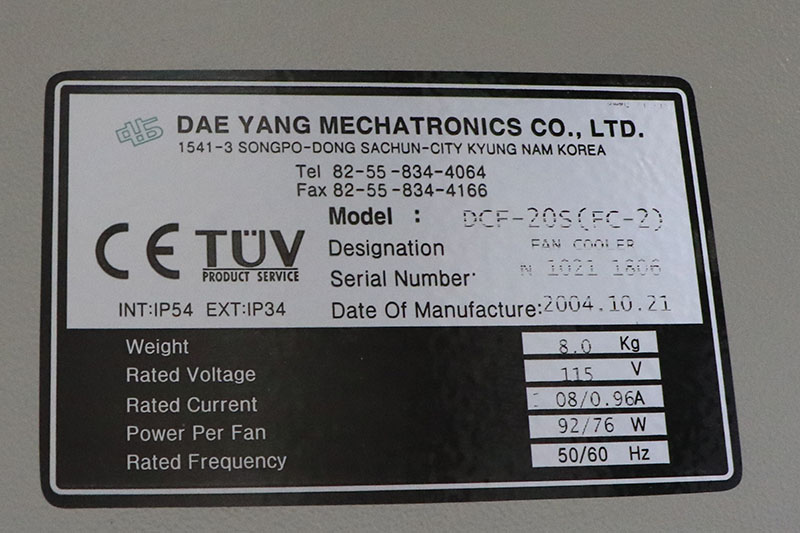 DAE YANG MECHATRONICS CO., LTD.
1541-3 SONGPO-DONG SACHUN-CITY KYUNG NAM KOREA
Tel 82-55-834-4064
Fax 82-55-834-4166
CE TÜV
PRODUCT SERVICE
INT:IP54 EXT:IP34
Model : DCF-20S(FC-2)
Designation FAN COOLER
Serial Number 1021 1806
Date Of Manufacture:2004.10.21
Weight 8.0 Kg
Rated Voltage 115 V
Rated Current 08/0.96A
Power Per Fan 92/76 W
Rated Frequency 50/60 Hz